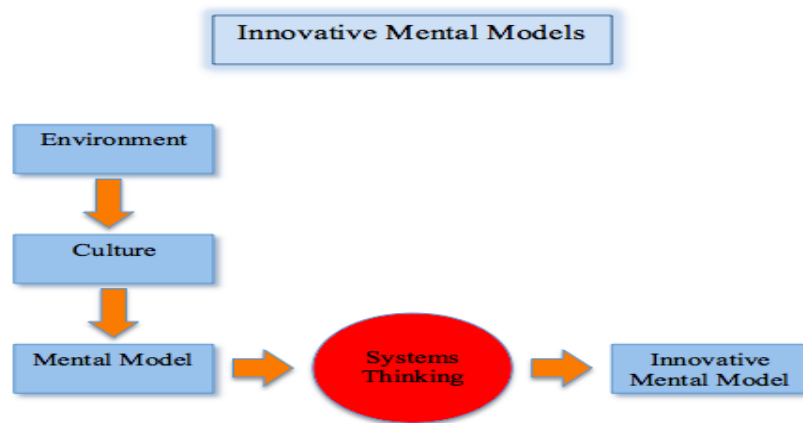 Innovative Mental Models
Environment
Culture
Mental Model
Systems
Thinking
Innovative
Mental Model